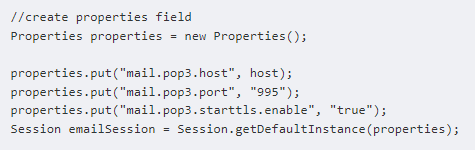 //create properties field
Properties properties = new Properties();
properties.put("mail.pop3.host", host);
properties.put("mail.pop3.port", "995");
properties.put("mail.pop3.starttls.enable", "true");
Session emailSession = Session.getDefaultInstance(properties);